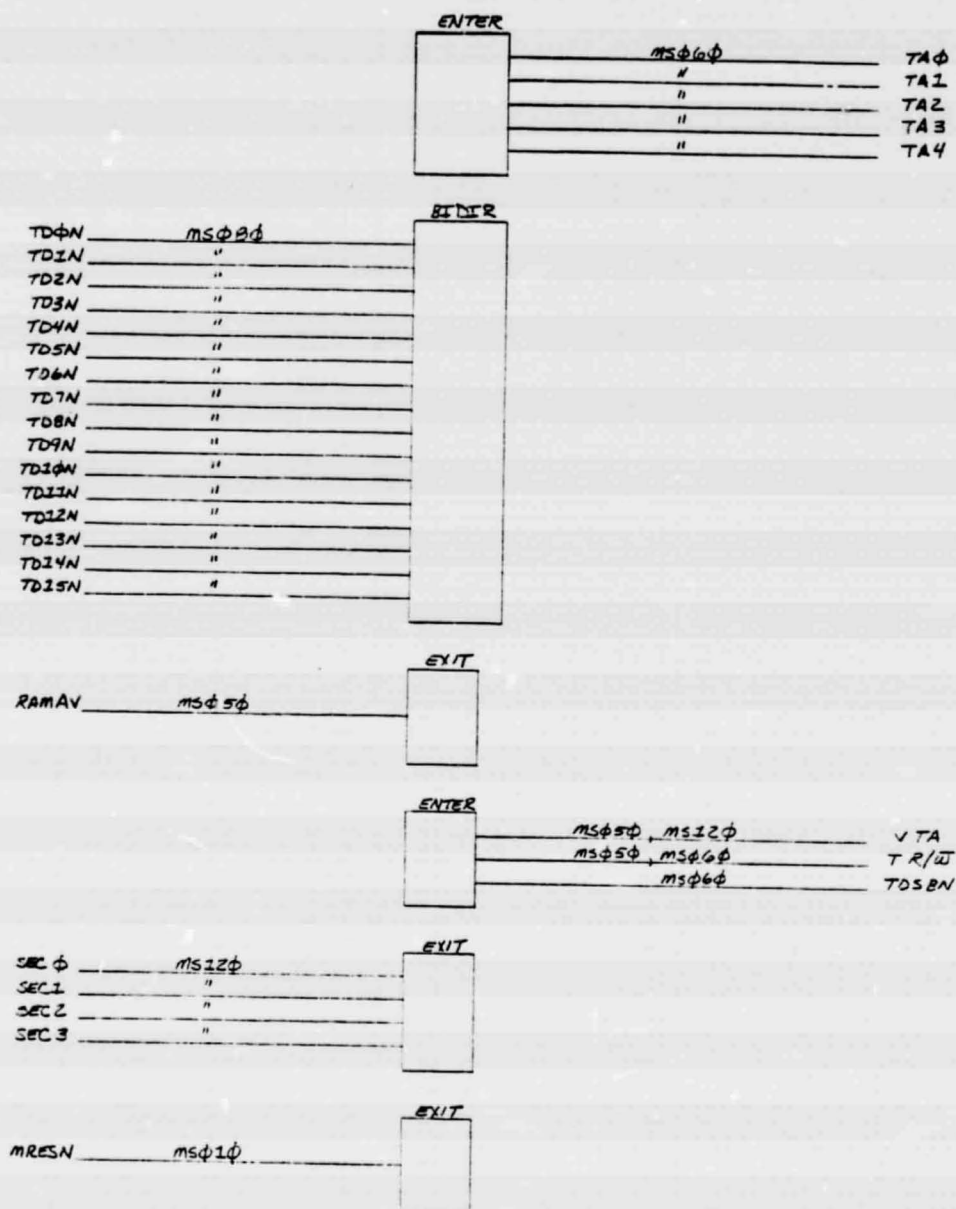 ENTER
MSϕ6ϕ TAϕ
" TA1
" TA2
" TA3
" TA4
BIDIR
TDϕN MSϕ8ϕ
TD1N "
TD2N "
TD3N "
TD4N "
TD5N "
TD6N "
TD7N "
TD8N "
TD9N "
TD1ϕN "
TD11N "
TD12N "
TD13N "
TD14N "
TD15N "
EXIT
RAMAV MSϕ5ϕ
ENTER
MSϕ5ϕ, MS12ϕ VTA
MSϕ5ϕ, MSϕ6ϕ T R/W̅
MSϕ6ϕ TDSBN
EXIT
SECϕ MS12ϕ
SEC1 "
SEC2 "
SEC3 "
EXIT
MRESN MSϕ1ϕ